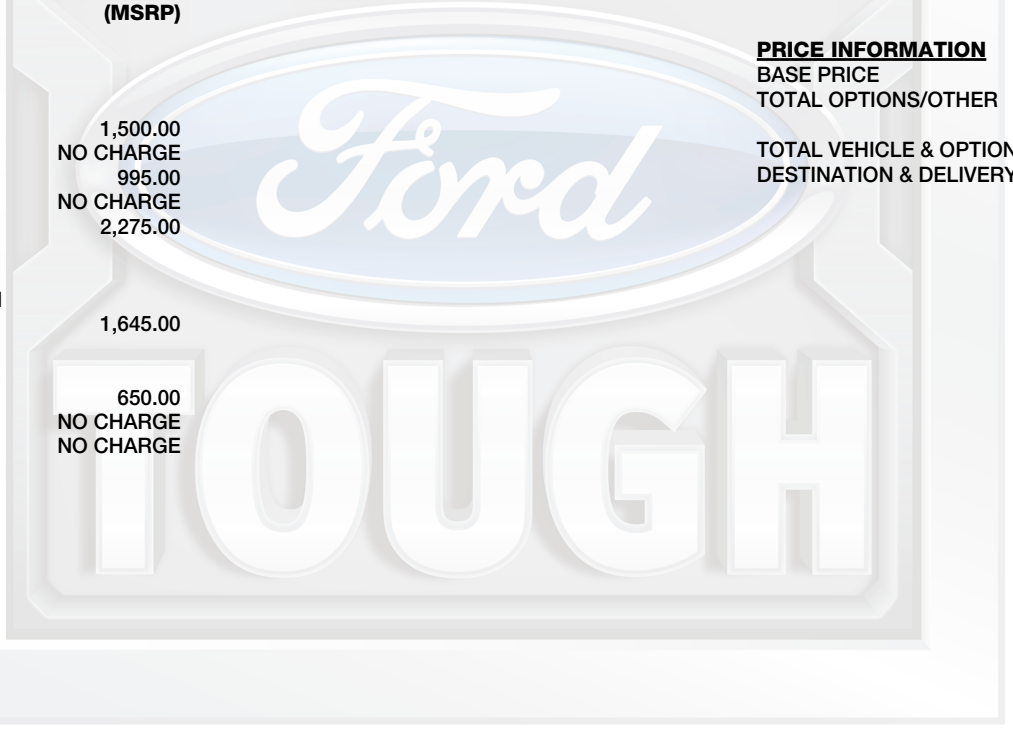 (MSRP)
1,500.00
NO CHARGE
995.00
NO CHARGE
2,275.00
1,645.00
650.00
NO CHARGE
NO CHARGE
PRICE INFORMATION
BASE PRICE
TOTAL OPTIONS/OTHER
TOTAL VEHICLE & OPTION
DESTINATION & DELIVERY
Ford
TOUGH